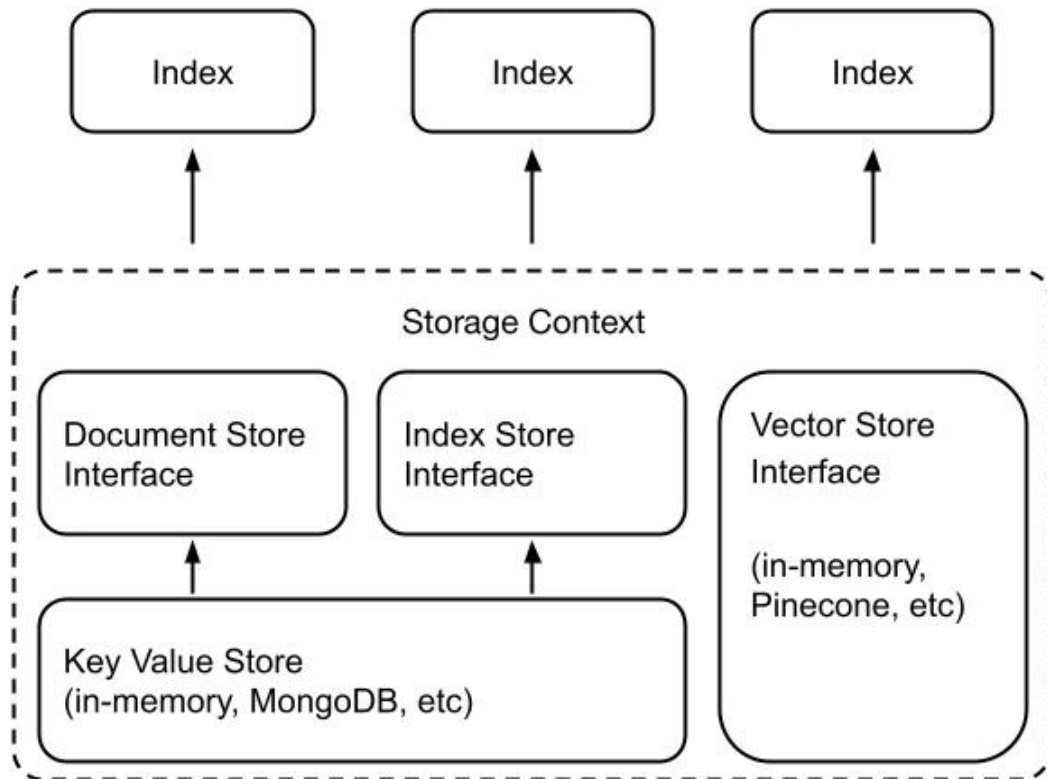 Index
Index
Index
Storage Context
Document Store
Interface
Index Store
Interface
Vector Store
Interface
(in-memory,
Pinecone, etc)
Key Value Store
(in-memory, MongoDB, etc)